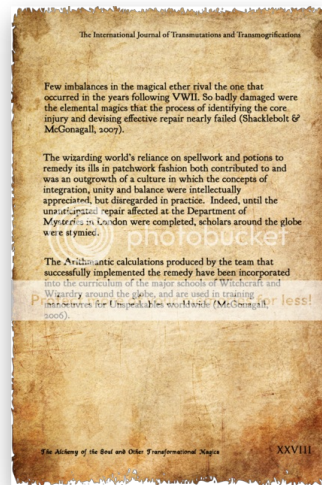 The International Journal of Transmutations and Transmogrifications
Few imbalances in the magical ether rival the one that
occurred in the years following VWII. So badly damaged were
the elemental magics that the process of identifying the core
injury and devising effective repair nearly failed (Shacklebolt &
McGonagall, 2007).
The wizarding world's reliance on spellwork and potions to
remedy its ills in patchwork fashion both contributed to and
was an outgrowth of a culture in which the concepts of
integration, unity and balance were intellectually
appreciated, but disregarded in practice. Indeed, until the
unanticipated repair affected at the Department of
Mysteries in London were completed, scholars around the globe
were stymied.
photobucket
The Arithmantic calculations produced by the team that
successfully implemented the remedy have been incorporated
into the curriculum of the major schools of Witchcraft and
Wizardry around the globe, and are used in training
manoeuvres for Unspeakables worldwide (McGonagall,
2006).
for less!
The Alchemy of the Soul and Other Transformational Magics
XXVIII